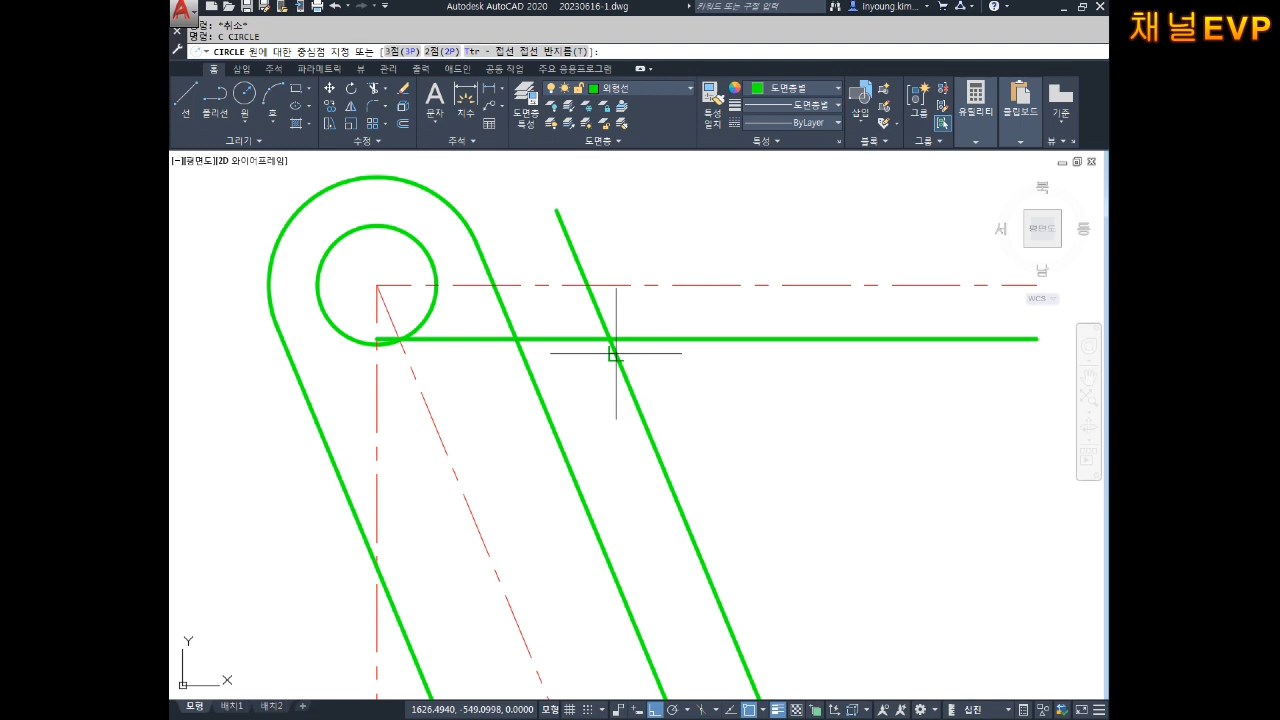 Autodesk AutoCAD 2020 20230616-1.dwg
키워드 또는 구절 입력
inyoung kim...
채널EVP
명령: *취소*
명령: C CIRCLE
CIRCLE 원에 대한 중심점 지정 또는 [3점(3P) 2점(2P) Ttr - 접선 접선 반지름(T)]:
홈 삽입 주석 파라메트릭 뷰 관리 출력 애드인 공동 작업 주요 응용프로그램
외형선
도면층별
도면층별
ByLayer
선 폴리선 원 호
문자 치수
도면층 특성
특성 일치
삽입
그룹
유틸리티
클립보드
기준
그리기 수정 주석 도면층 특성 블록 그룹 뷰
[-][평면도][2D 와이어프레임]
북
서 평면도 동
남
WCS
Y
X
모형 배치1 배치2 +
1626.4940, -549.0998, 0.0000 모형
십진